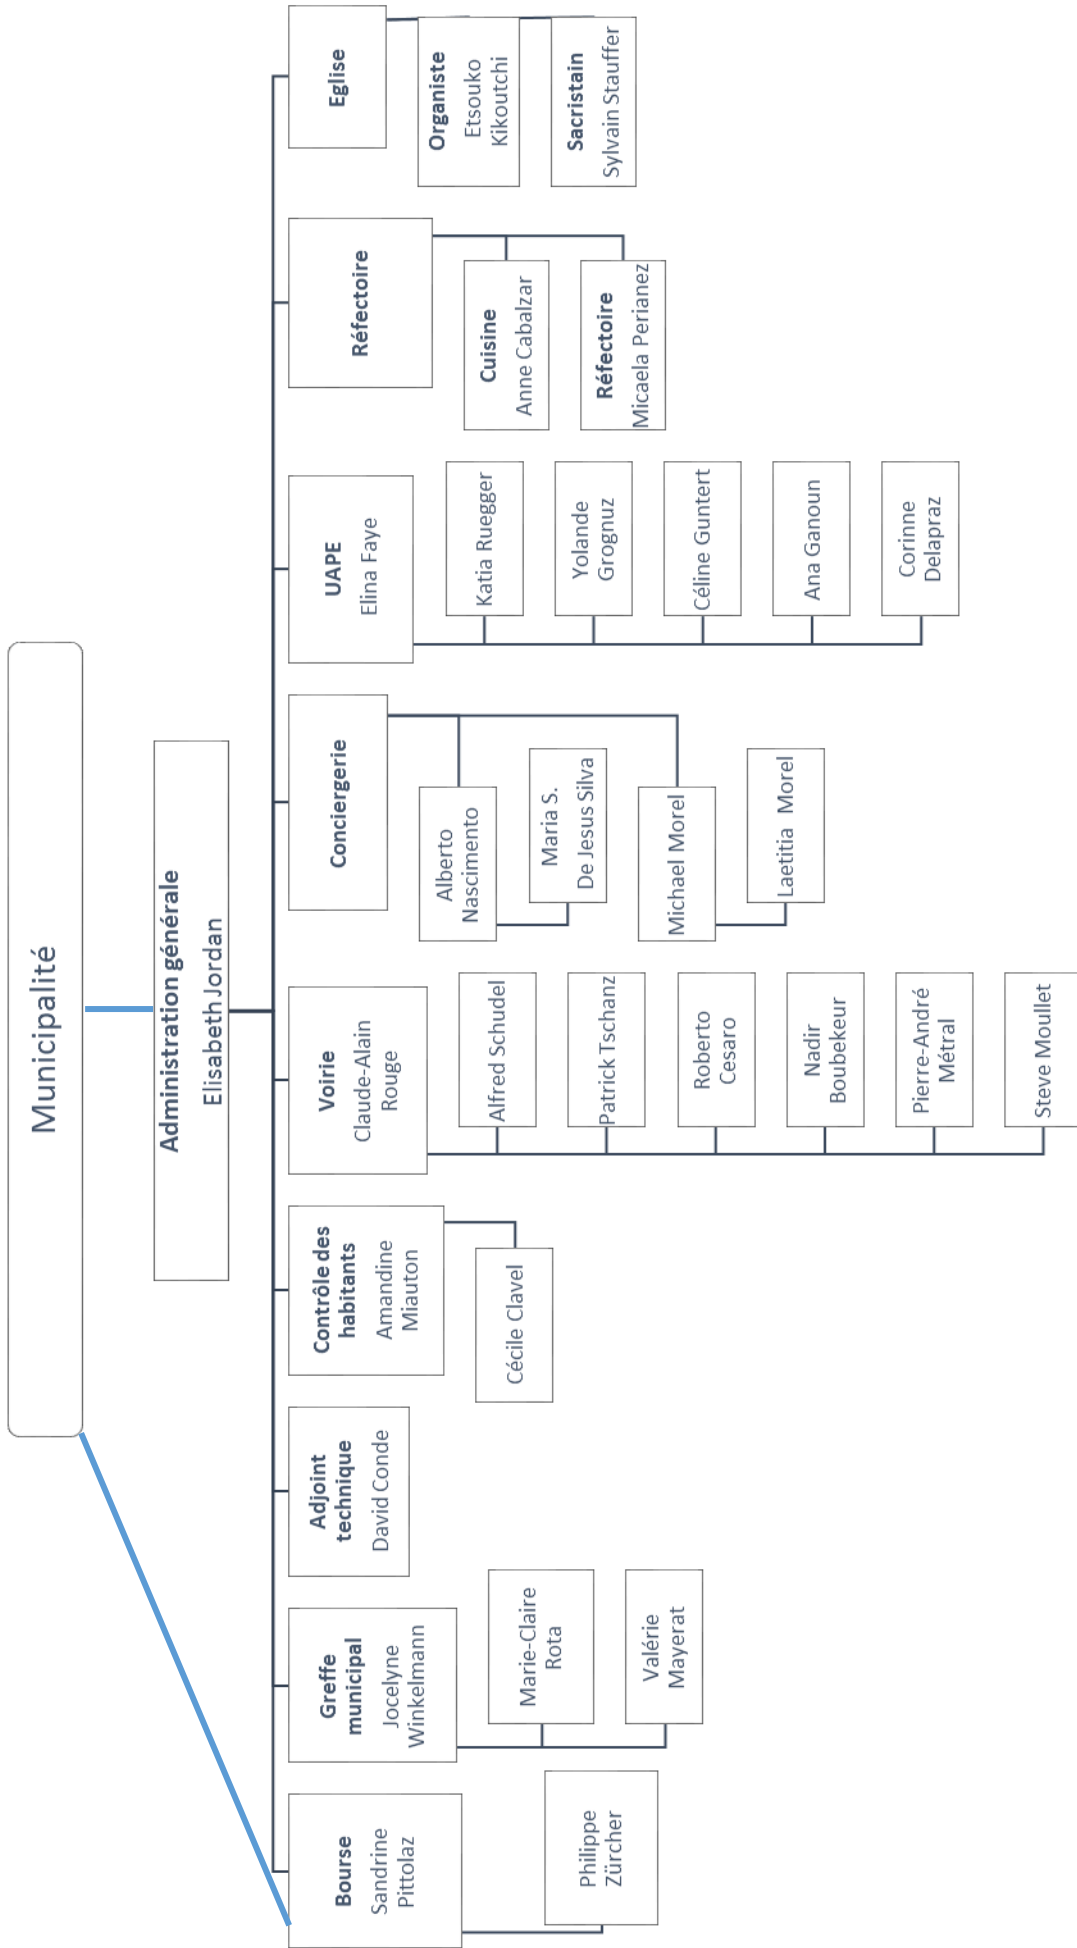 Municipalité
Administration générale
Elisabeth Jordan
Bourse
Sandrine
Pittolaz
Philippe
Zürcher
Greffe
municipal
Jocelyne
Winkelmann
Marie-Claire
Rota
Valérie
Mayerat
Adjoint
technique
David Conde
Contrôle des
habitants
Amandine
Miauton
Cécile Clavel
Voirie
Claude-Alain
Rouge
Alfred Schudel
Patrick Tschanz
Roberto
Cesaro
Nadir
Boubekeur
Pierre-André
Métral
Steve Moullet
Conciergerie
Alberto
Nascimento
Maria S.
De Jesus Silva
Michael Morel
Laetitia Morel
UAPE
Elina Faye
Katia Ruegger
Yolande
Grognuz
Céline Guntert
Ana Ganoun
Corinne
Delapraz
Réfectoire
Cuisine
Anne Cabalzar
Réfectoire
Micaela Perianez
Eglise
Organiste
Etsouko
Kikoutchi
Sacristain
Sylvain Stauffer